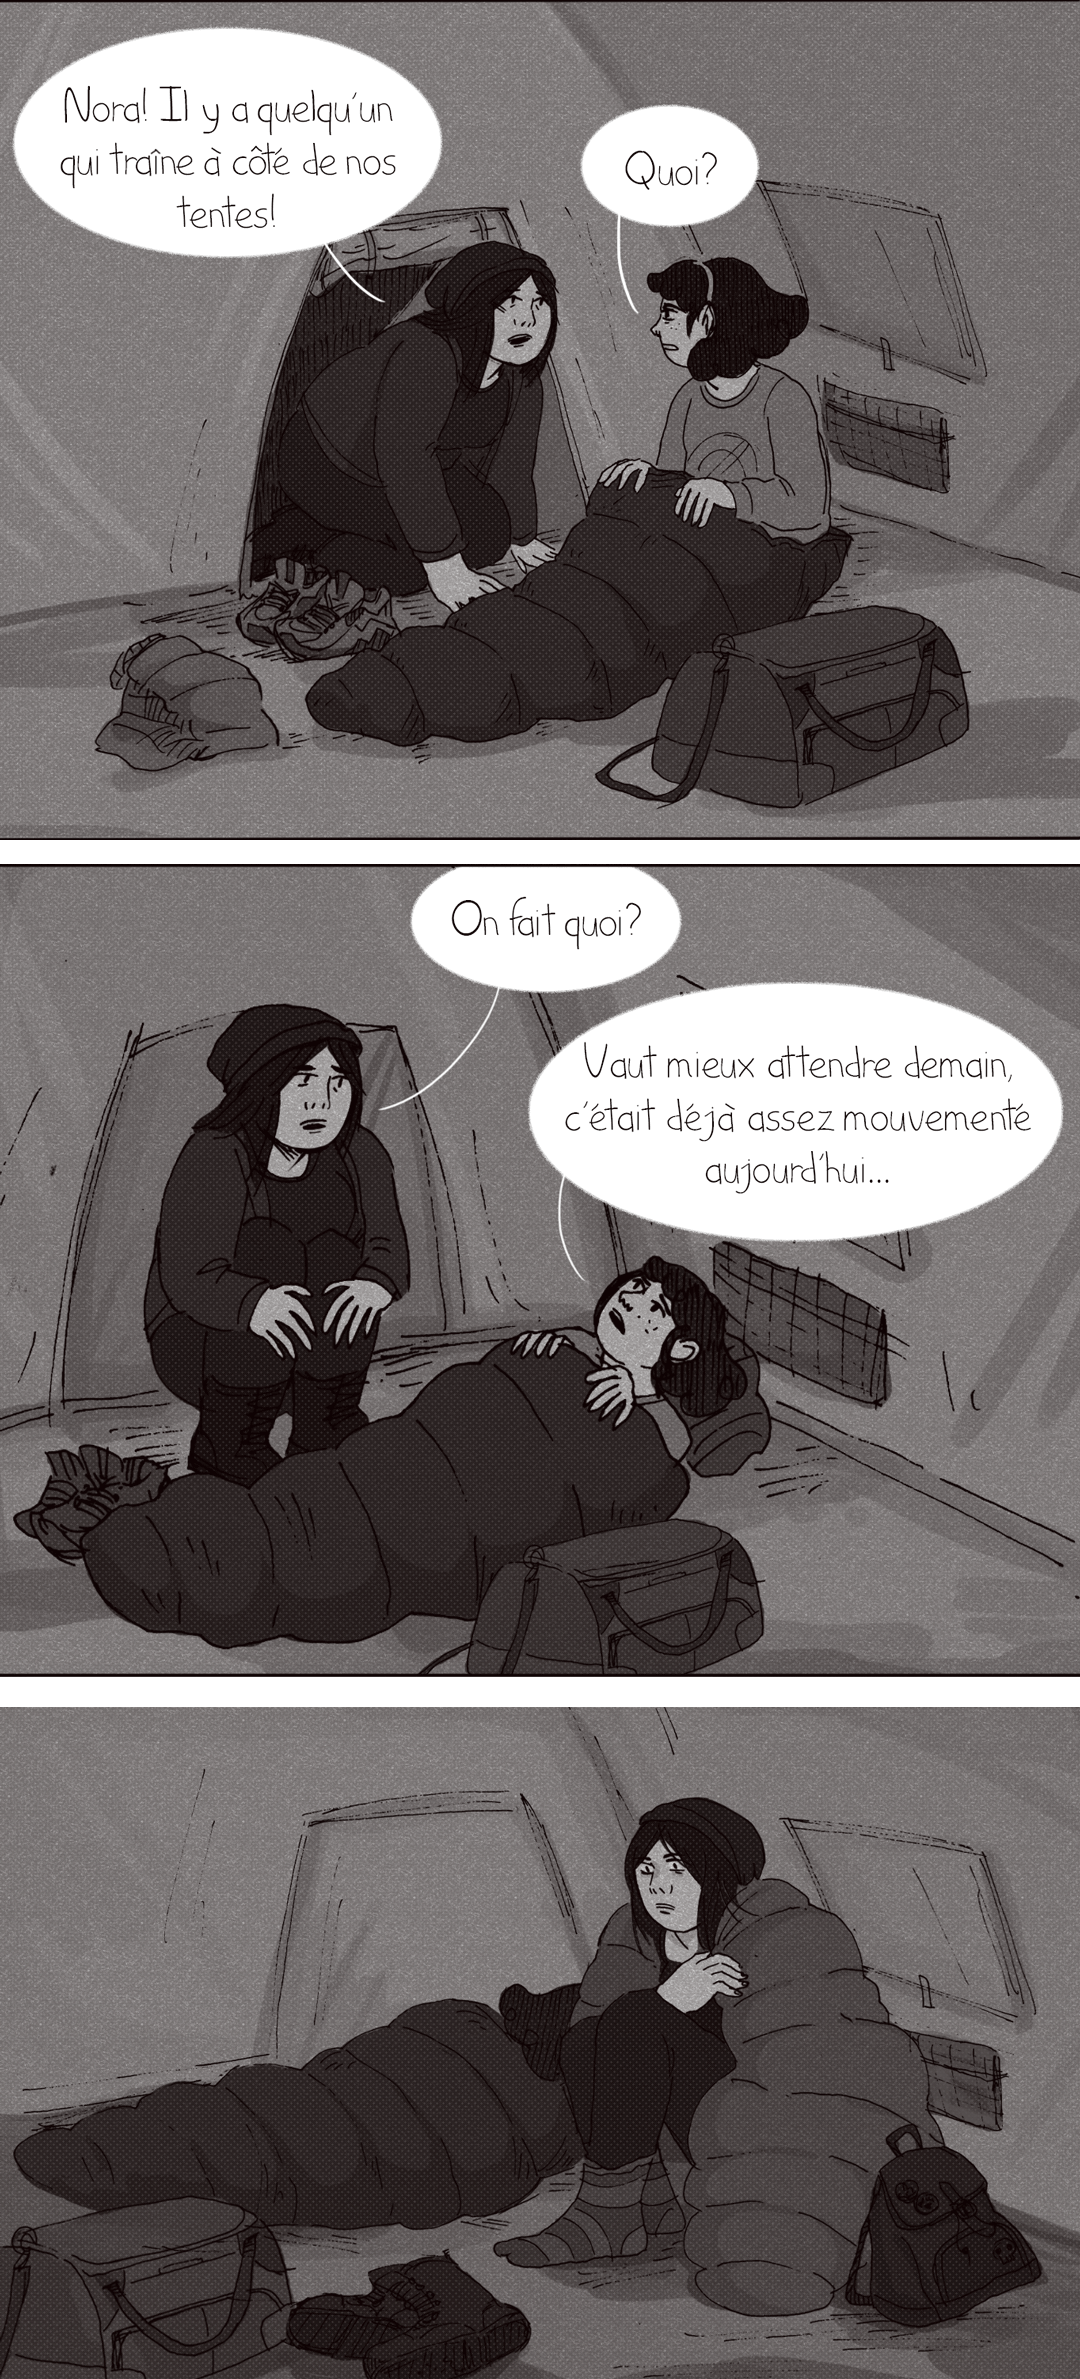 Nora! Il y a quelqu'un
qui traîne à côté de nos
tentes!
Quoi?
On fait quoi?
Vaut mieux attendre demain,
c'était déjà assez mouvementé
aujourd'hui...